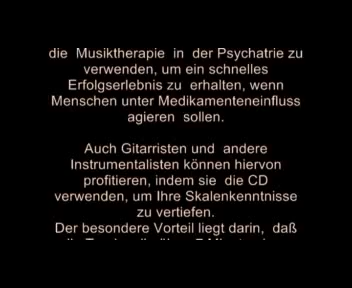 die Musiktherapie in der Psychatrie zu
verwenden, um ein schnelles
Erfolgserlebnis zu erhalten, wenn
Menschen unter Medikamenteneinfluss
agieren sollen.
Auch Gitarristen und andere
Instrumentalisten können hiervon
profitieren, indem sie die CD
verwenden, um Ihre Skalenkenntnisse
zu vertiefen.
Der besondere Vorteil liegt darin, daß